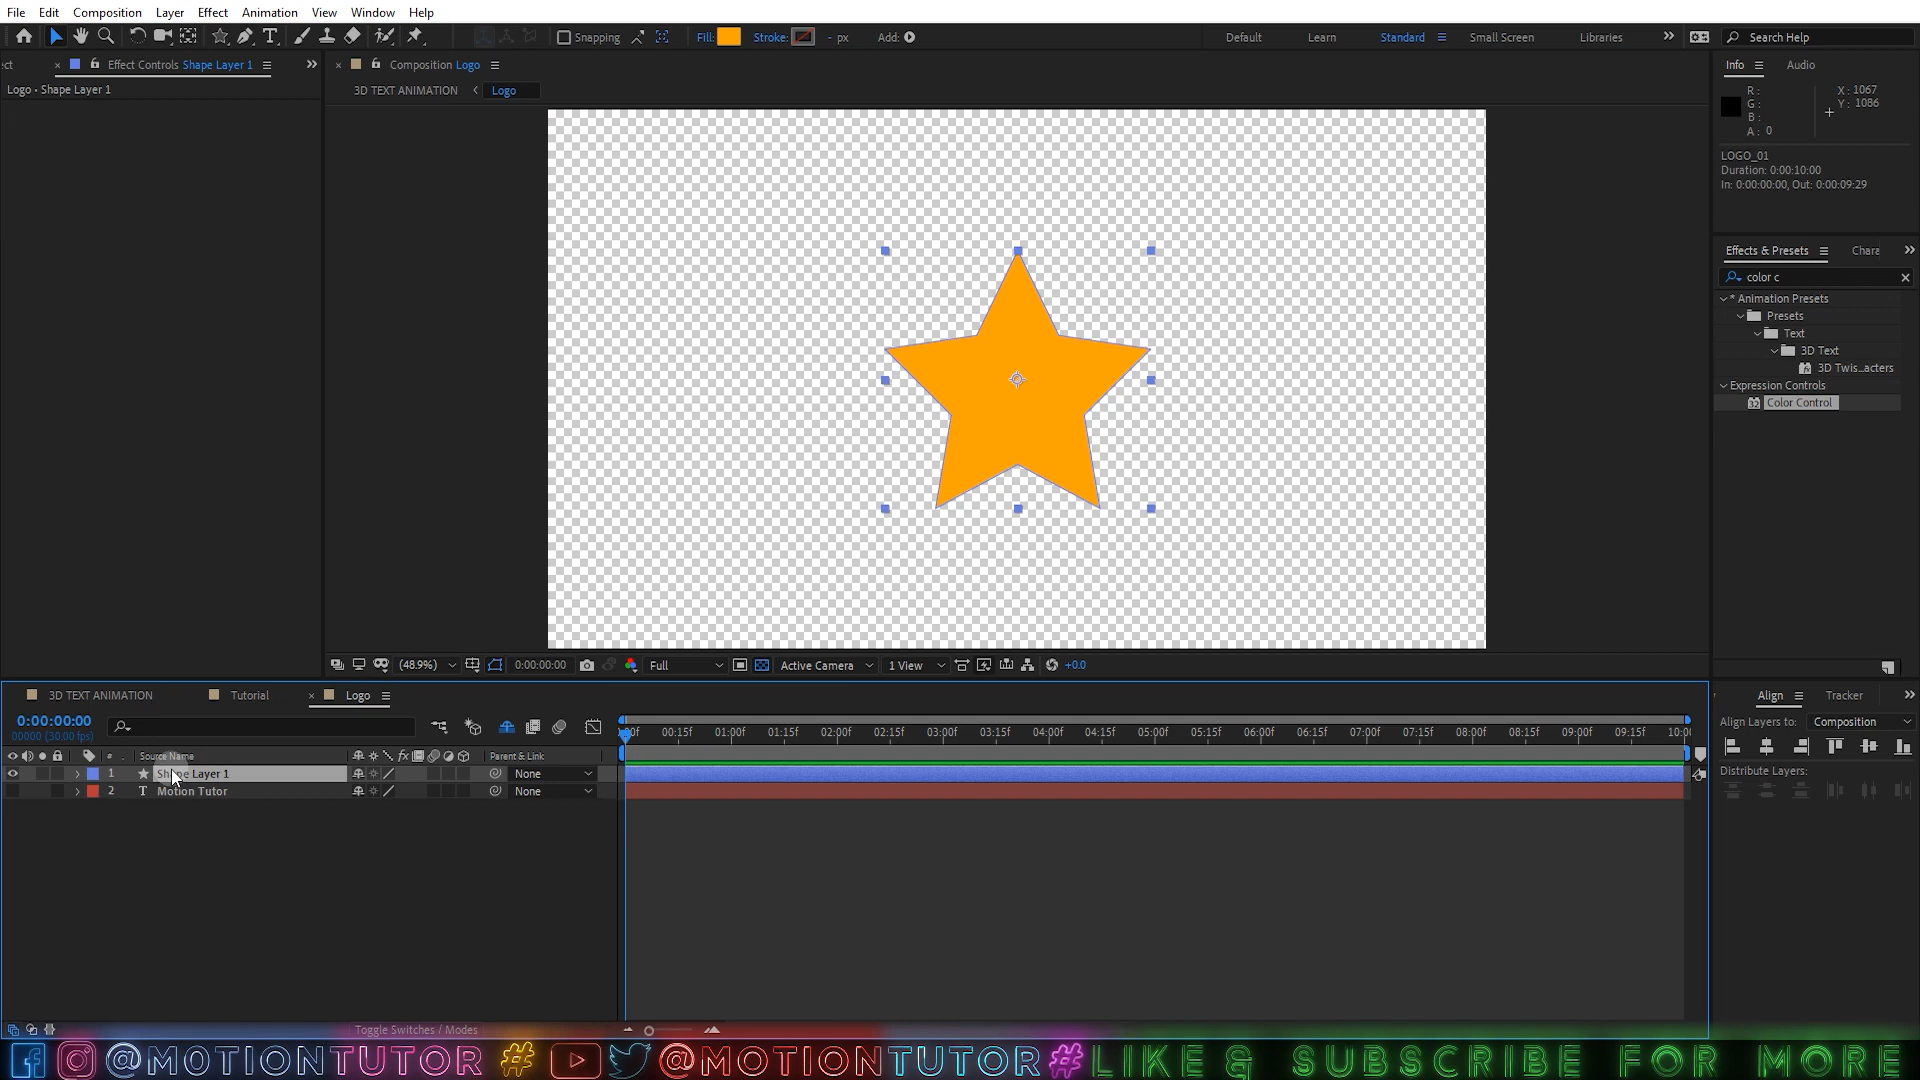 File Edit Composition Layer Effect Animation View Window Help
Snapping Fill: Stroke: - px Add: Default Learn Standard Small Screen Libraries Search Help
ect Effect Controls Shape Layer 1
Logo • Shape Layer 1
Composition Logo
3D TEXT ANIMATION Logo
Info Audio
R: X: 1067
G: Y: 1086
B:
A: 0
LOGO_01
Duration: 0:00:10:00
In: 0:00:00:00, Out: 0:00:09:29
Effects & Presets Chara
color c
* Animation Presets
Presets
Text
3D Text
3D Twis...acters
Expression Controls
Color Control
(48.9%) 0:00:00:00 Full Active Camera 1 View +0.0
3D TEXT ANIMATION Tutorial Logo
0:00:00:00
00000 (30.00 fps)
:00f 00:15f 01:00f 01:15f 02:00f 02:15f 03:00f 03:15f 04:00f 04:15f 05:00f 05:15f 06:00f 06:15f 07:00f 07:15f 08:00f 08:15f 09:00f 09:15f 10:00
# Source Name fx Parent & Link
1 Shape Layer 1 None
2 T Motion Tutor None
Align Tracker
Align Layers to: Composition
Distribute Layers:
Toggle Switches / Modes
@MOTIONTUTOR # @MOTIONTUTOR #LIKE & SUBSCRIBE FOR MORE